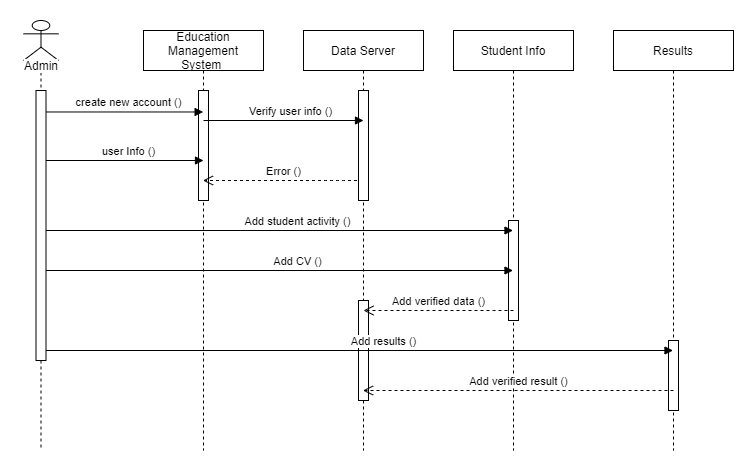 Admin
Education
Management
System
Data Server
Student Info
Results
create new account ()
Verify user info ()
user Info ()
Error ()
Add student activity ()
Add CV ()
Add verified data ()
Add results ()
Add verified result ()